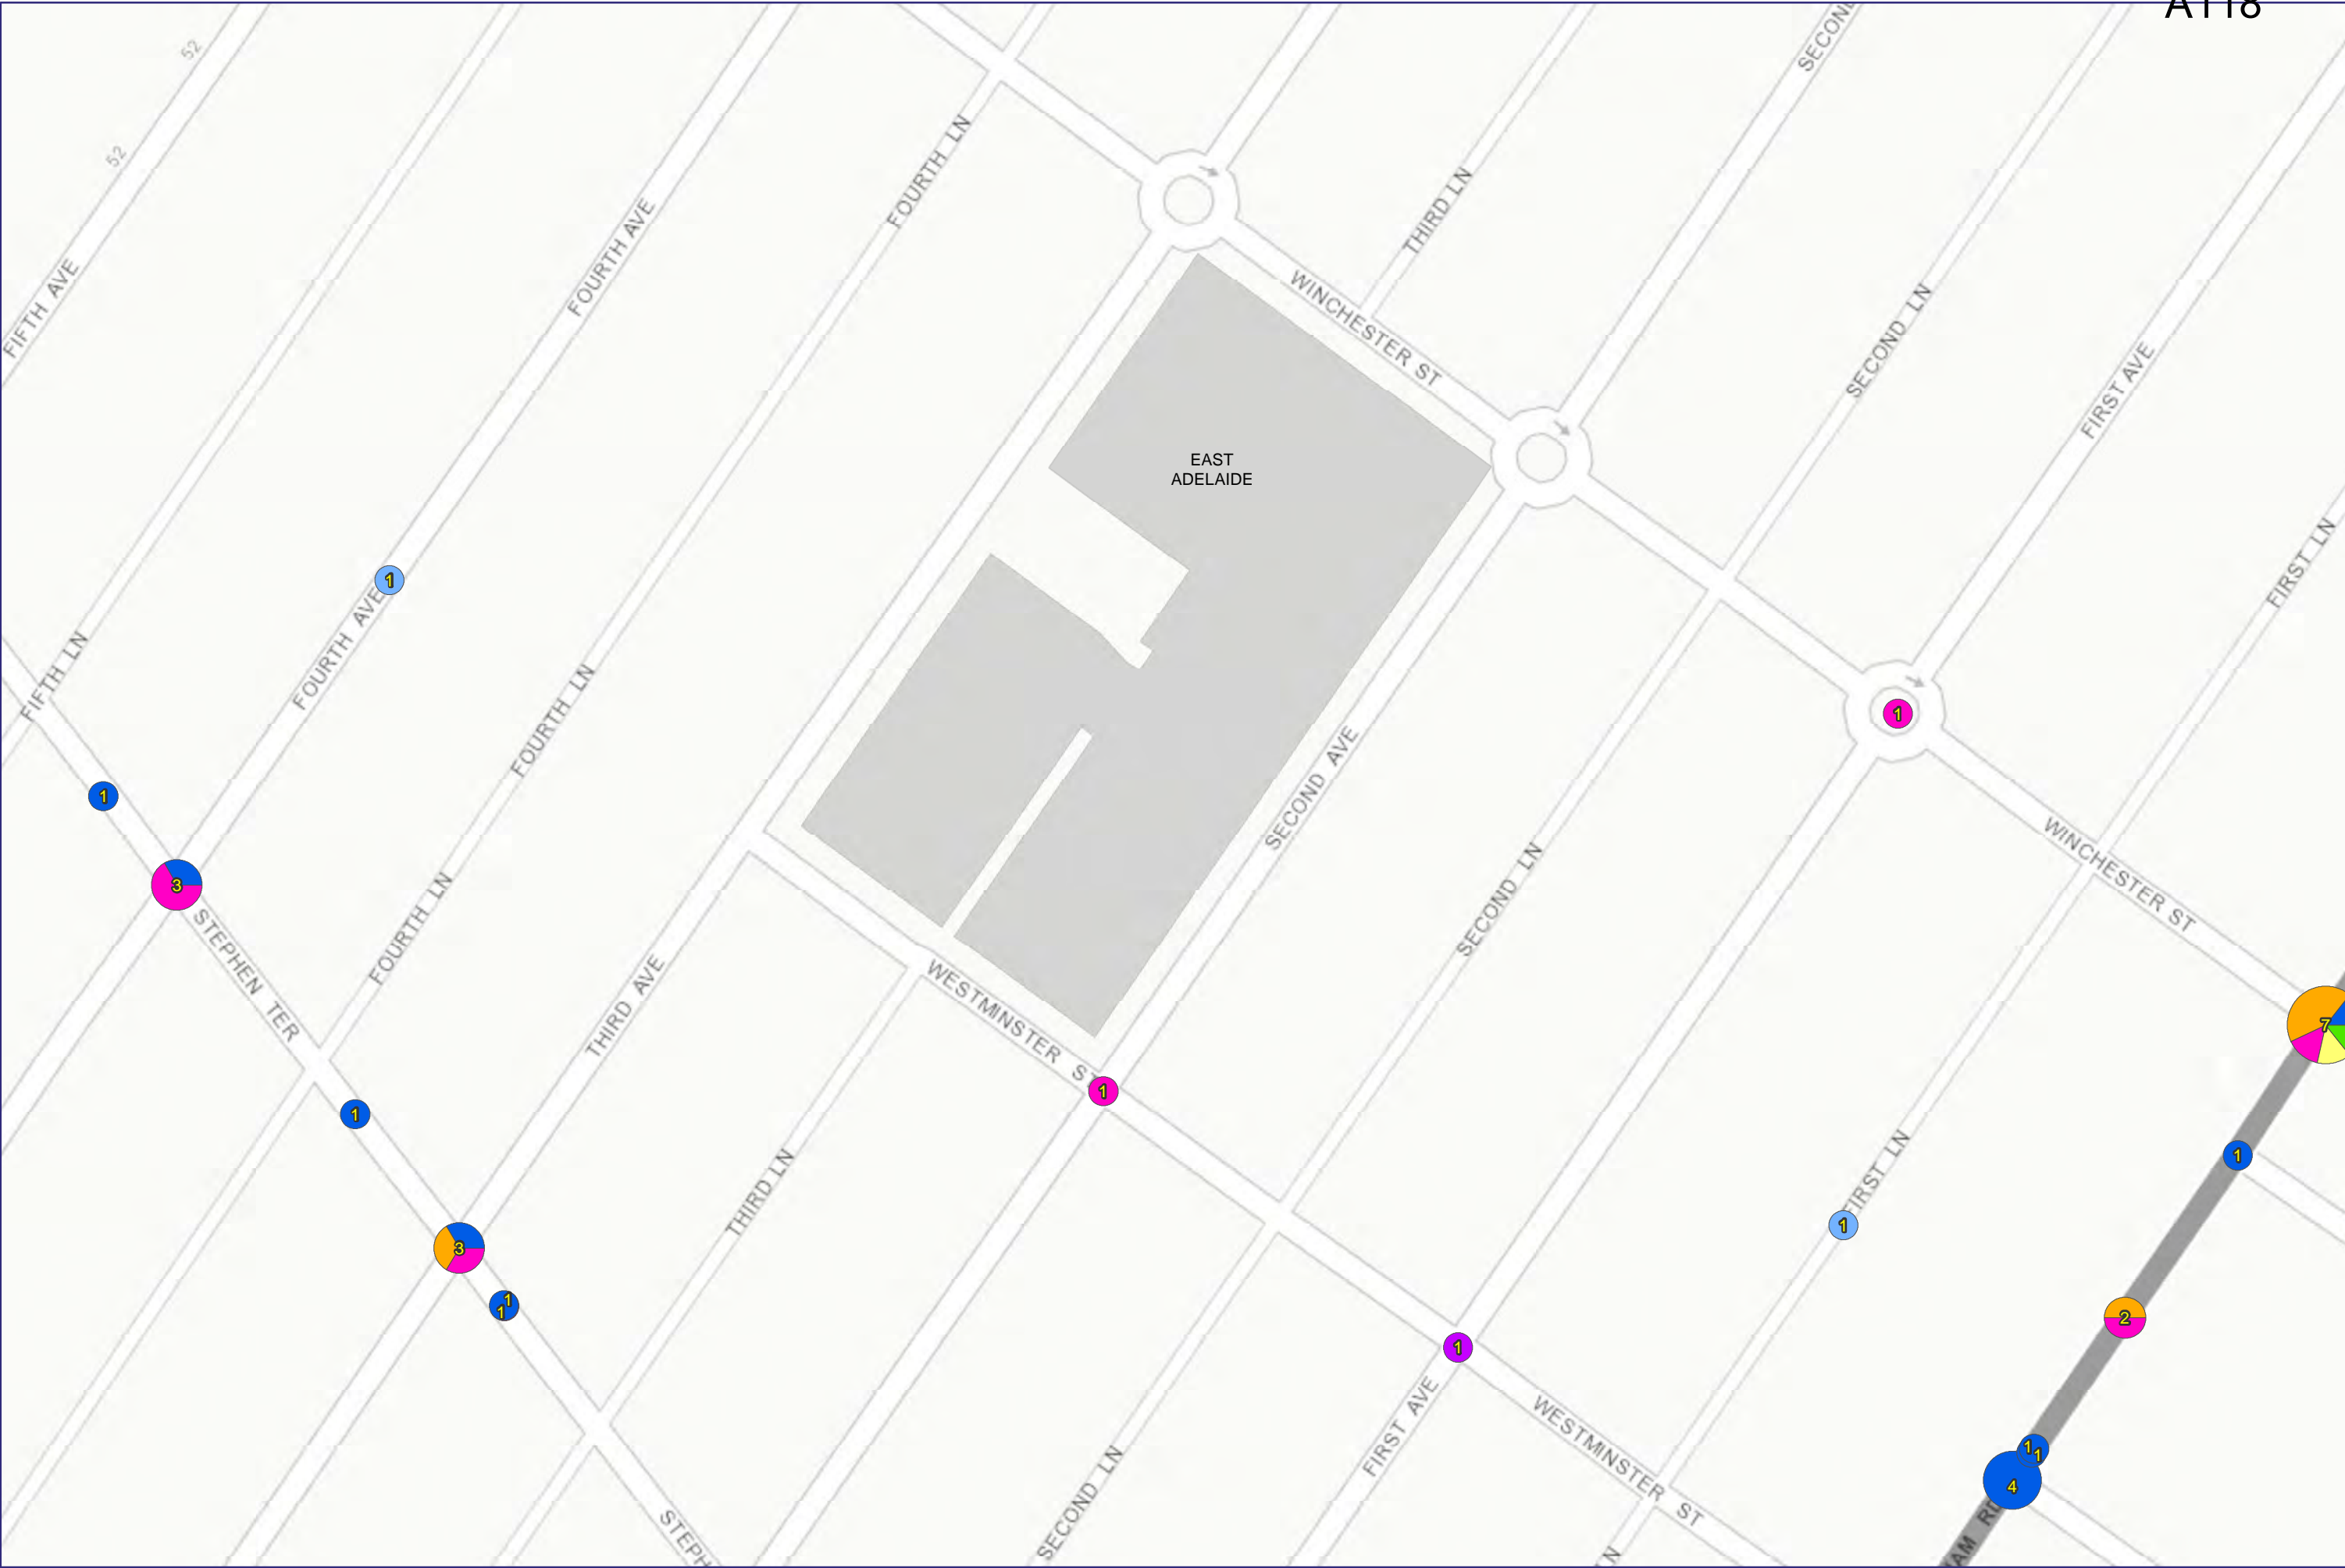 A118
SECOND
52
52
FOURTH LN
THIRD LN
FOURTH AVE
FIFTH AVE
WINCHESTER ST
SECOND LN
FIRST AVE
EAST
ADELAIDE
FIRST LN
1
FOURTH AVE
FIFTH LN
FOURTH LN
1
SECOND AVE
1
3
WINCHESTER ST
SECOND LN
FOURTH LN
STEPHEN TER
THIRD AVE
WESTMINSTER ST
7
1
1
1
THIRD LN
FIRST LN
1
3
1
1
2
1
FIRST AVE
WESTMINSTER ST
1
1
4
SECOND LN
STEPH
AM RD
LN